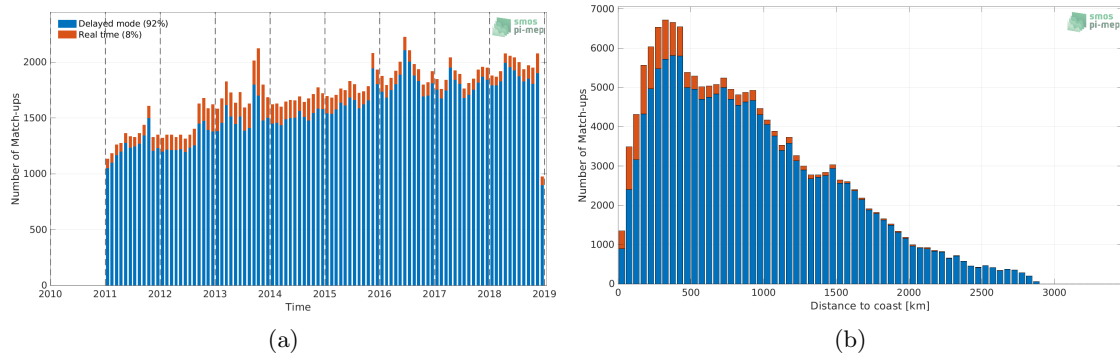 Delayed mode (92%)
Real time (8%)
smos
pi-mep
Number of Match-ups
2000
1500
1000
500
0
2010 2011 2012 2013 2014 2015 2016 2017 2018 2019
Time
(a)
smos
pi-mep
Number of Match-ups
7000
6000
5000
4000
3000
2000
1000
0
0 500 1000 1500 2000 2500 3000
Distance to coast [km]
(b)